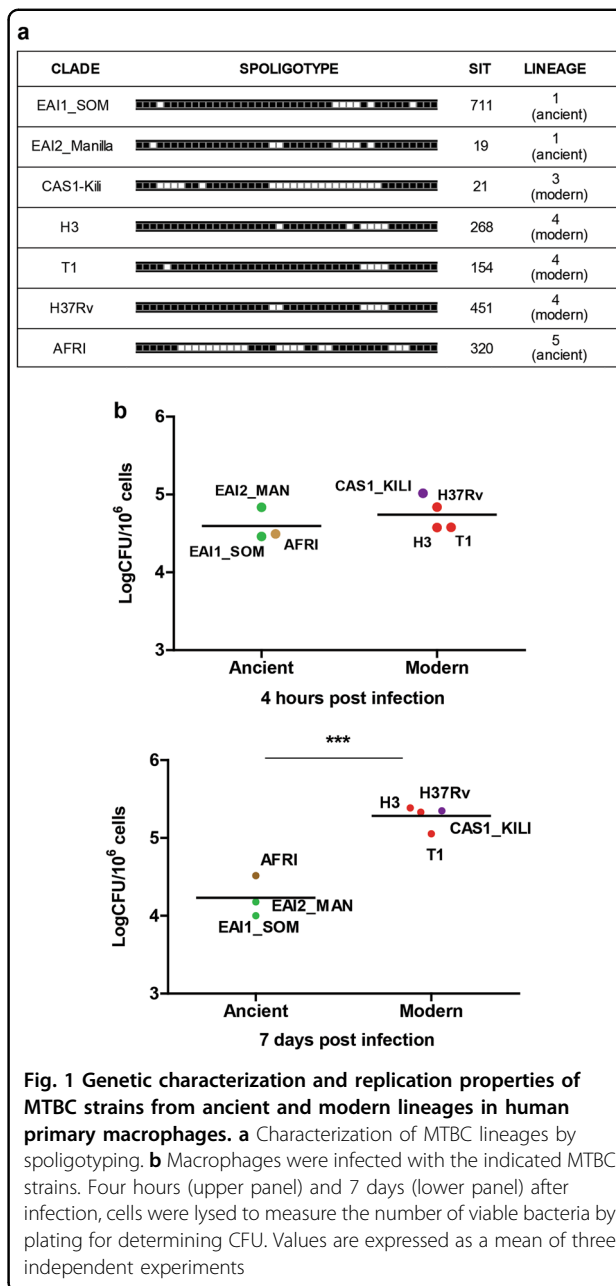 a
CLADE SPOLIGOTYPE SIT LINEAGE
EAI1_SOM 711 1 (ancient)
EAI2_Manilla 19 1 (ancient)
CAS1-Kili 21 3 (modern)
H3 268 4 (modern)
T1 154 4 (modern)
H37Rv 451 4 (modern)
AFRI 320 5 (ancient)
b
LogCFU/10⁶ cells
6
5
4
3
EAI2_MAN
EAI1_SOM
AFRI
CAS1_KILI
H37Rv
H3
T1
Ancient Modern
4 hours post infection
LogCFU/10⁶ cells
6
5
4
3
***
AFRI
EAI2_MAN
EAI1_SOM
H3
H37Rv
CAS1_KILI
T1
Ancient Modern
7 days post infection
Fig. 1 Genetic characterization and replication properties of
MTBC strains from ancient and modern lineages in human
primary macrophages. a Characterization of MTBC lineages by
spoligotyping. b Macrophages were infected with the indicated MTBC
strains. Four hours (upper panel) and 7 days (lower panel) after
infection, cells were lysed to measure the number of viable bacteria by
plating for determining CFU. Values are expressed as a mean of three
independent experiments